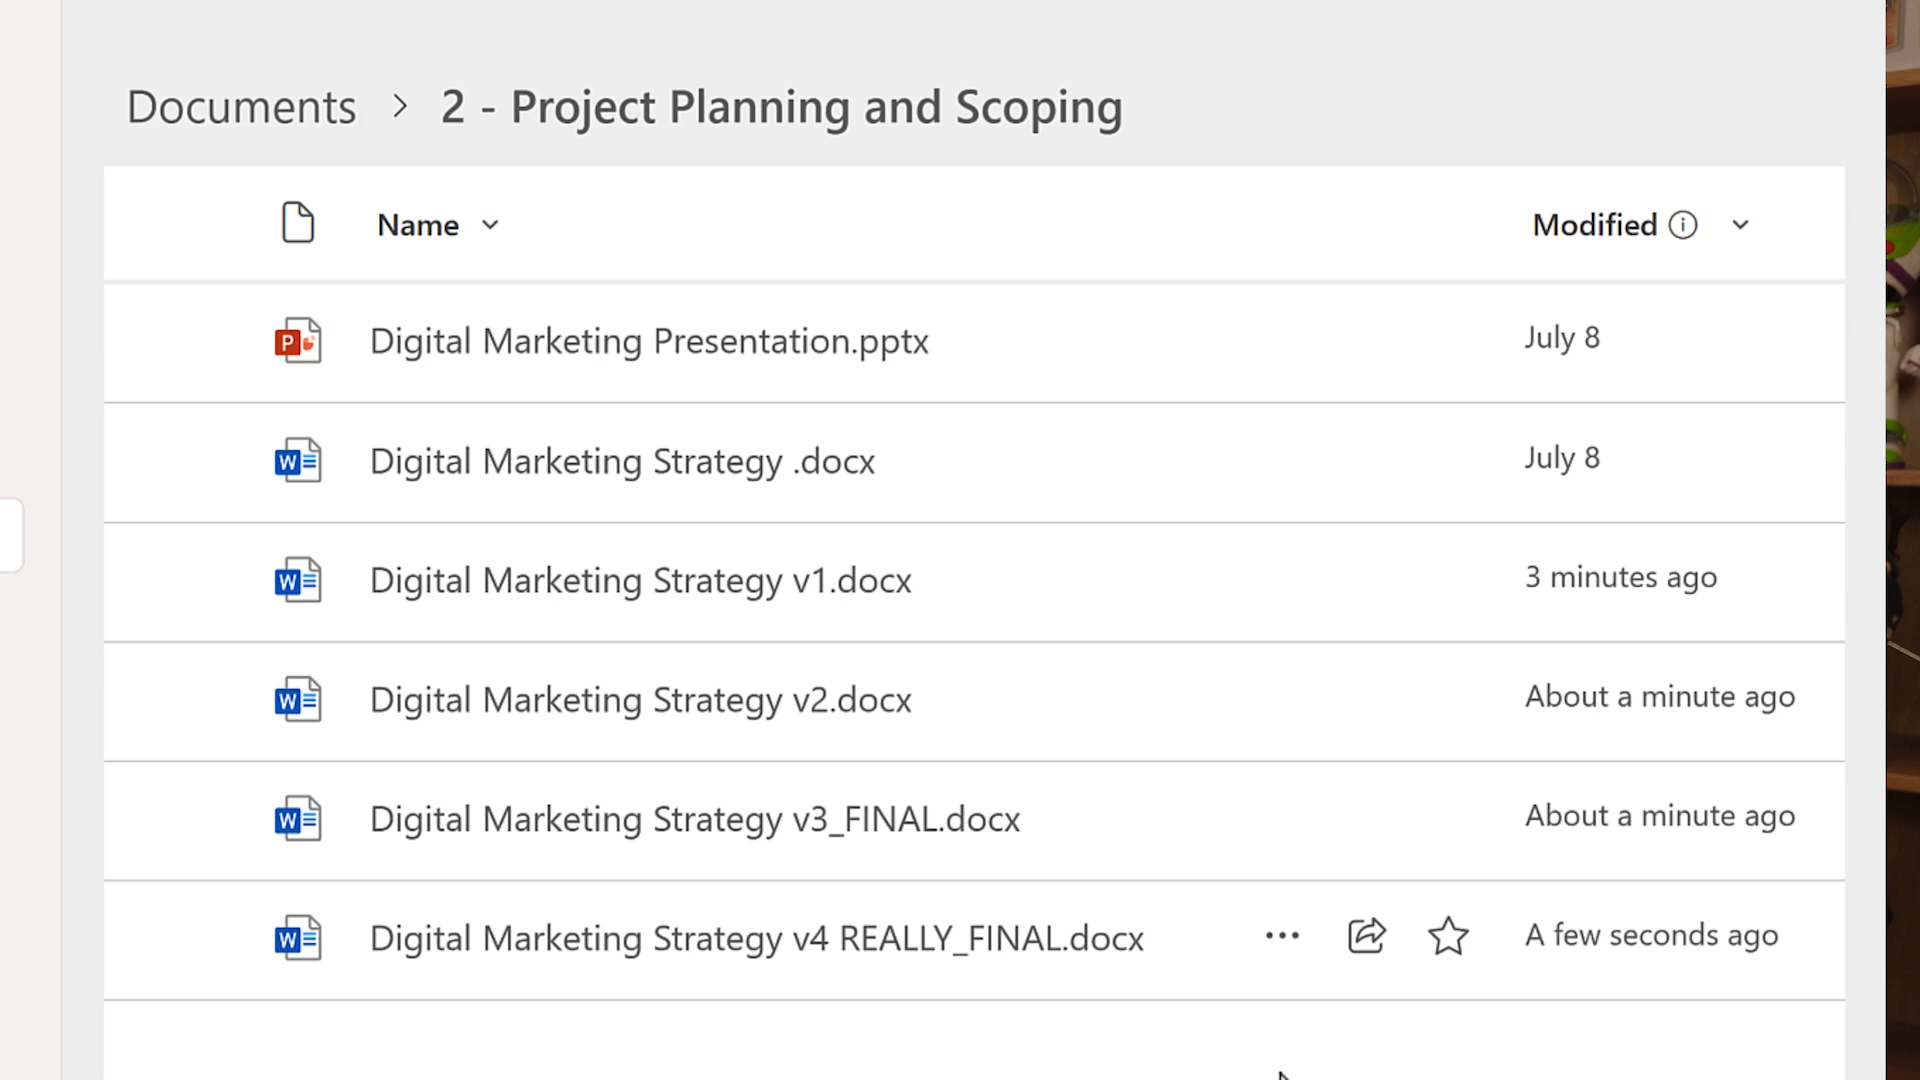 Documents > 2 - Project Planning and Scoping
Name Modified
Digital Marketing Presentation.pptx July 8
Digital Marketing Strategy .docx July 8
Digital Marketing Strategy v1.docx 3 minutes ago
Digital Marketing Strategy v2.docx About a minute ago
Digital Marketing Strategy v3_FINAL.docx About a minute ago
Digital Marketing Strategy v4 REALLY_FINAL.docx A few seconds ago